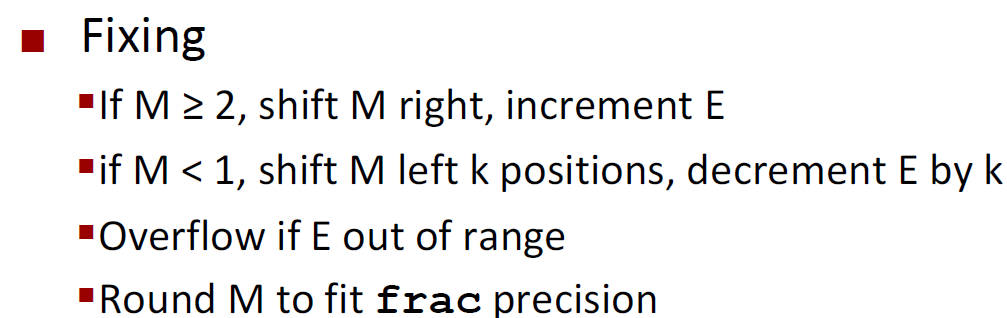 Fixing
If M ≥ 2, shift M right, increment E
if M < 1, shift M left k positions, decrement E by k
Overflow if E out of range
Round M to fit frac precision